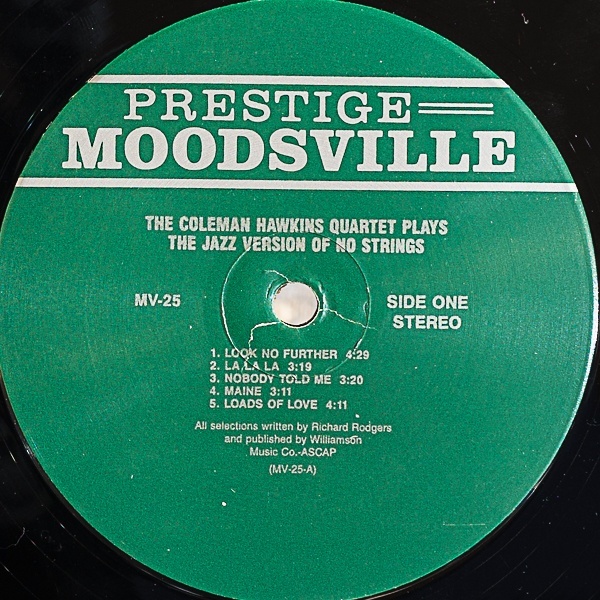 PRESTIGE
MOODSVILLE
THE COLEMAN HAWKINS QUARTET PLAYS
THE JAZZ VERSION OF NO STRINGS
MV-25
SIDE ONE
STEREO
1. LOOK NO FURTHER 4:29
2. LA LA LA 3:19
3. NOBODY TOLD ME 3:20
4. MAINE 3:11
5. LOADS OF LOVE 4:11
All selections written by Richard Rodgers
and published by Williamson
Music Co.-ASCAP
(MV-25-A)